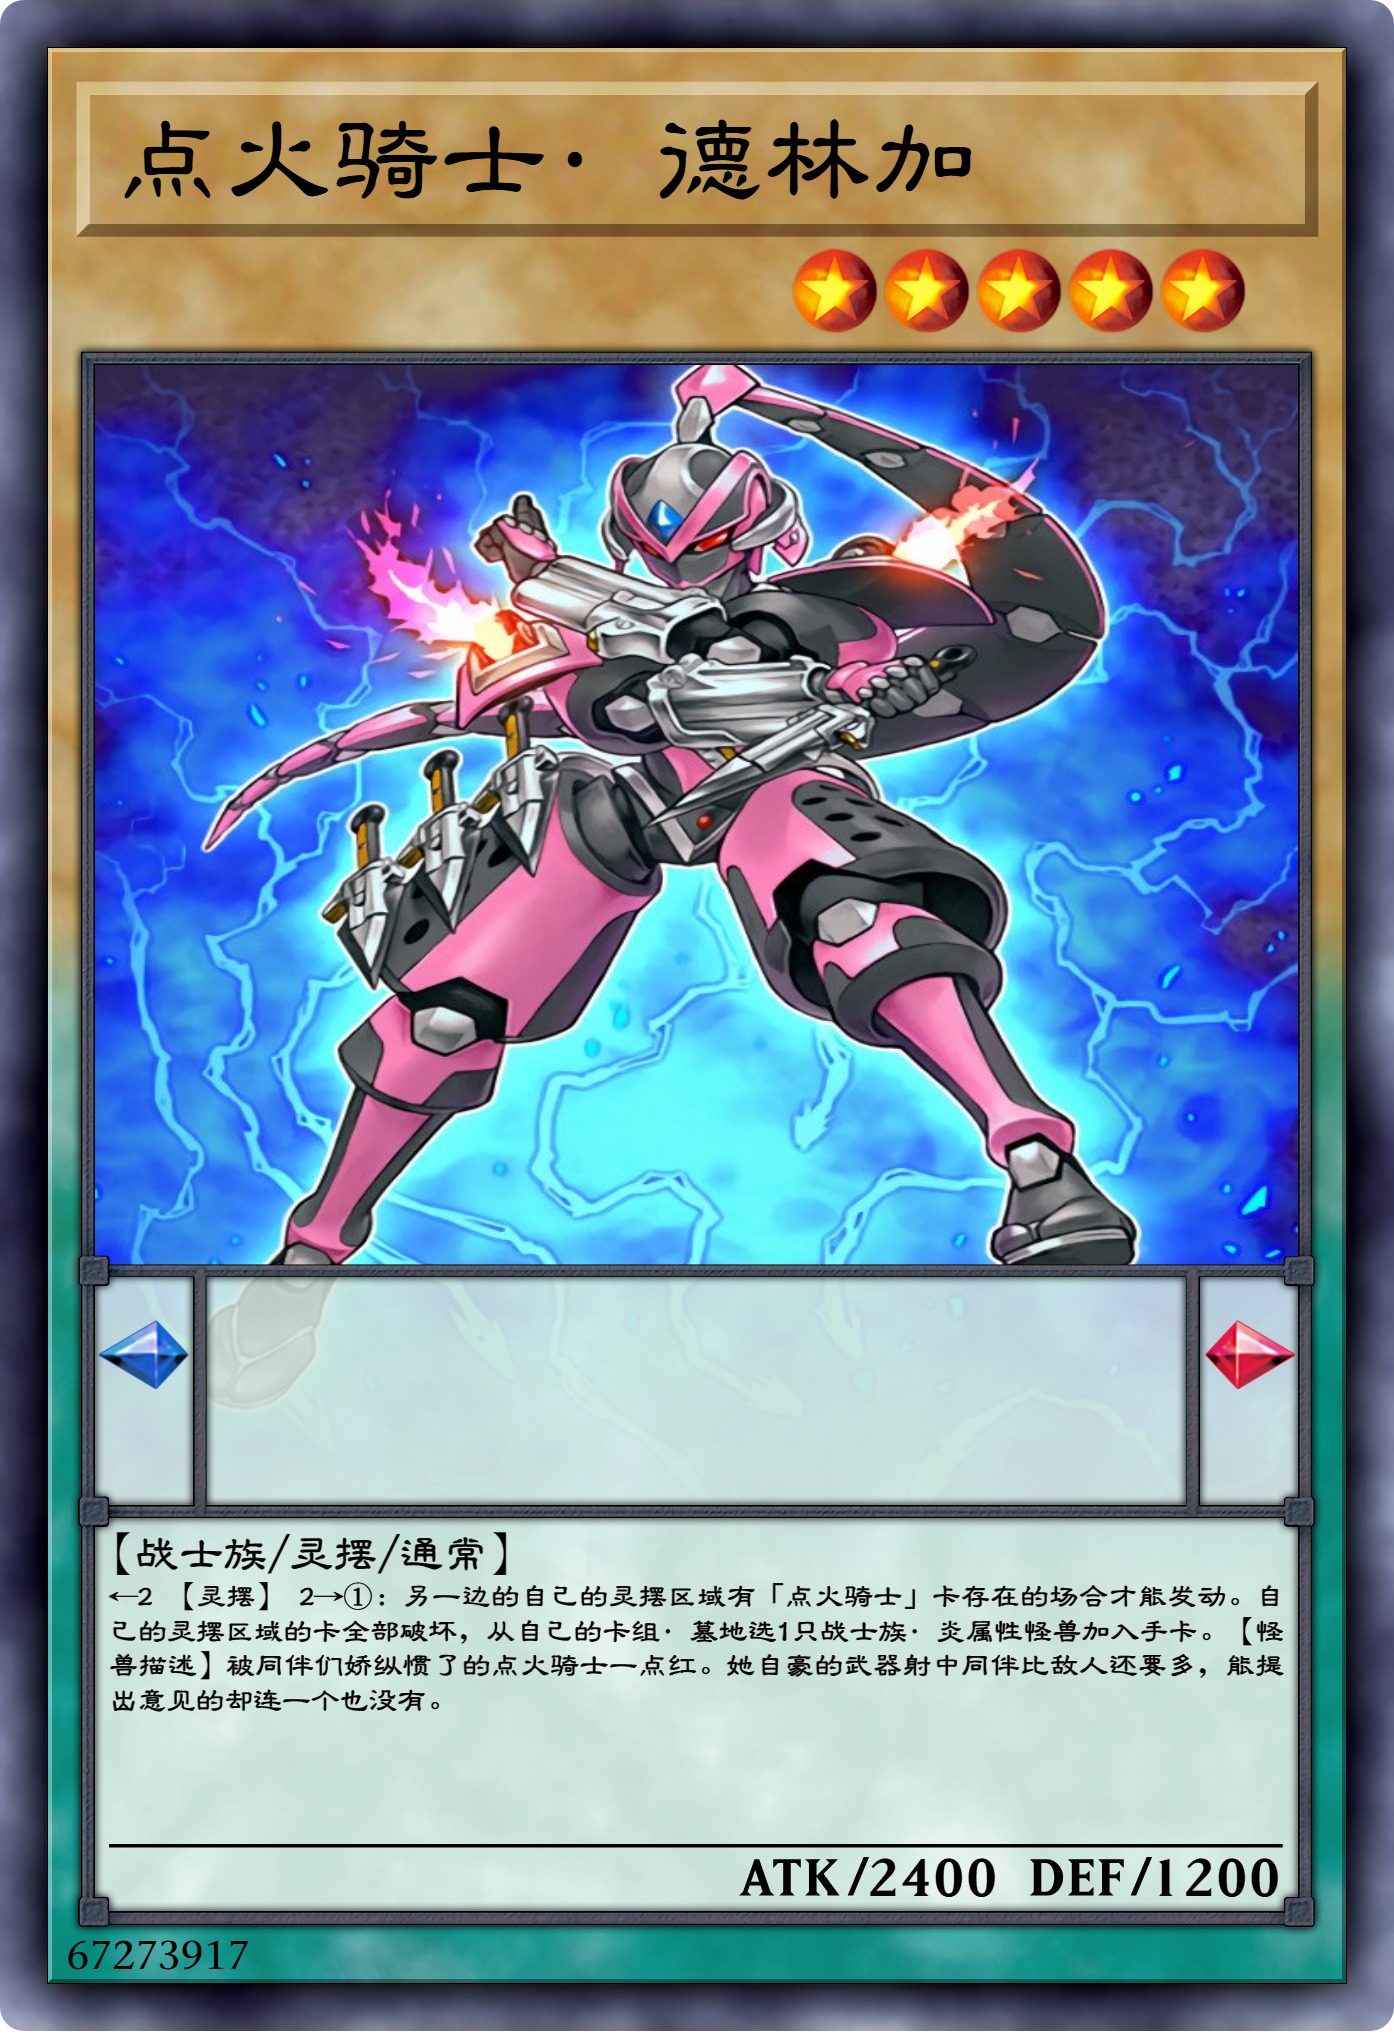 点火骑士·德林加
【战士族/灵摆/通常】
←2 【灵摆】 2→①：另一边的自己的灵摆区域有「点火骑士」卡存在的场合才能发动。自
己的灵摆区域的卡全部破坏，从自己的卡组·墓地选1只战士族·炎属性怪兽加入手卡。【怪
兽描述】被同伴们娇纵惯了的点火骑士一点红。她自豪的武器射中同伴比敌人还要多，能提
出意见的却连一个也没有。
ATK/2400 DEF/1200
67273917